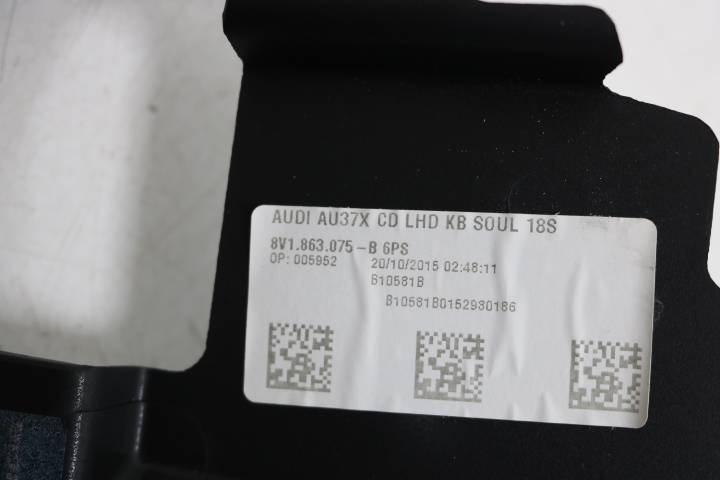 AUDI AU37X CD LHD KB SOUL 18S
8V1.863.075-B 6PS
OP: 005952 20/10/2015 02:48:11
B10581B
B10581B0152930186